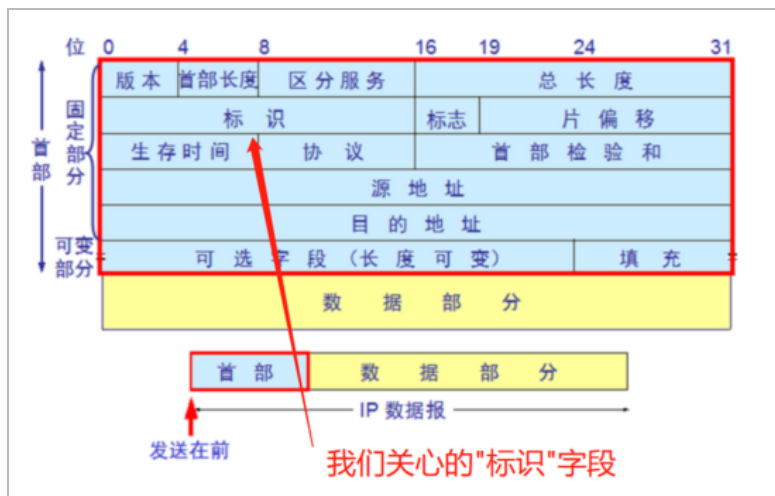 位 0 4 8 16 19 24 31
版本 首部长度 区分服务 总长度
标识 标志 片偏移
生存时间 协议 首部检验和
源地址
目的地址
可选字段（长度可变） 填充
首部
固定部分
可变部分
数据部分
首部 数据部分
IP 数据报
发送在前
我们关心的"标识"字段